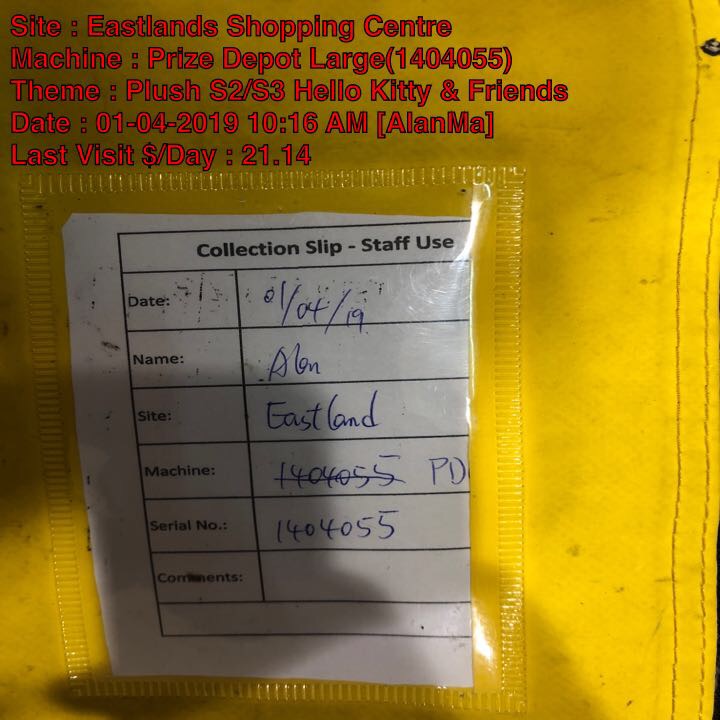 Site : Eastlands Shopping Centre
Machine : Prize Depot Large(1404055)
Theme : Plush S2/S3 Hello Kitty & Friends
Date : 01-04-2019 10:16 AM [AlanMa]
Last Visit $/Day : 21.14
Collection Slip - Staff Use
Date: 01/04/19
Name: Alan
Site: Eastland
Machine: 1404055 PD
Serial No.: 1404055
Comments: